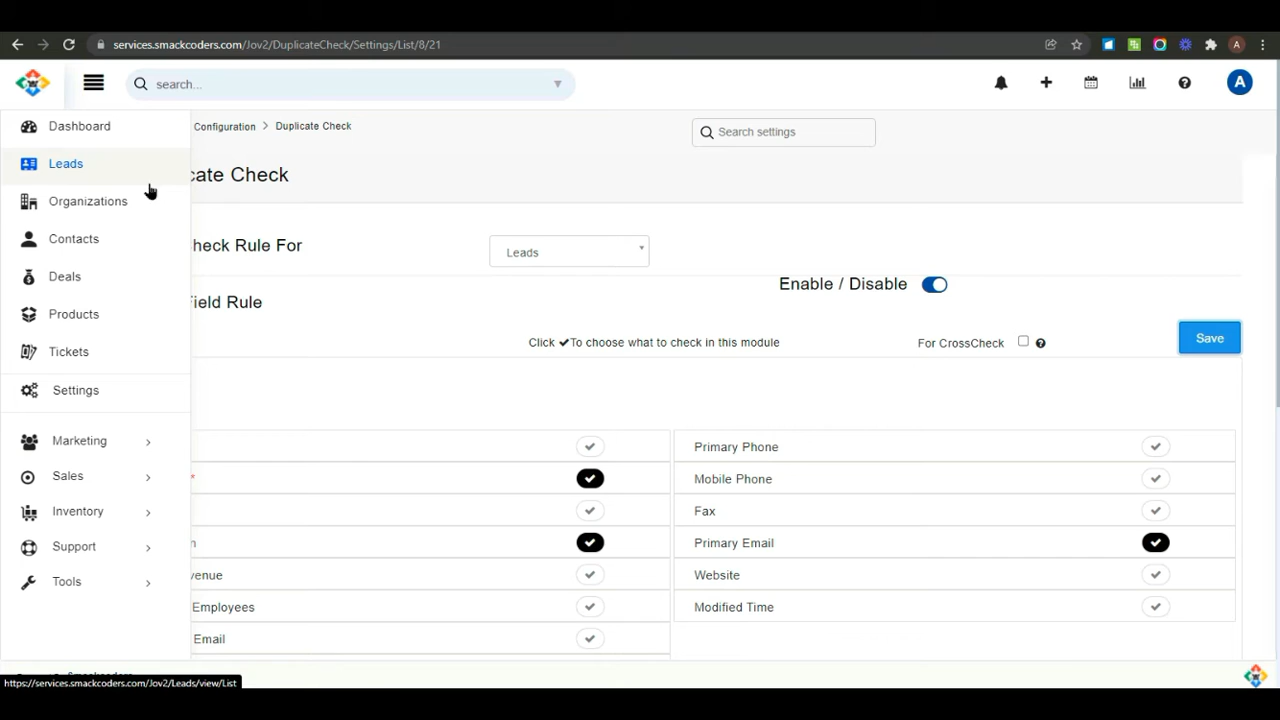 services.smackcoders.com/Jov2/DuplicateCheck/Settings/List/8/21
A
search...
A
Dashboard
Configuration > Duplicate Check
Search settings
Leads
cate Check
Organizations
Contacts
heck Rule For
Leads
Deals
Enable / Disable
Field Rule
Products
Click ✔To choose what to check in this module
For CrossCheck
Save
Tickets
Settings
Marketing
Primary Phone
Sales
*
Mobile Phone
Inventory
Fax
Support
n
Primary Email
Tools
venue
Website
Employees
Modified Time
Email
https://services.smackcoders.com/Jov2/Leads/view/List